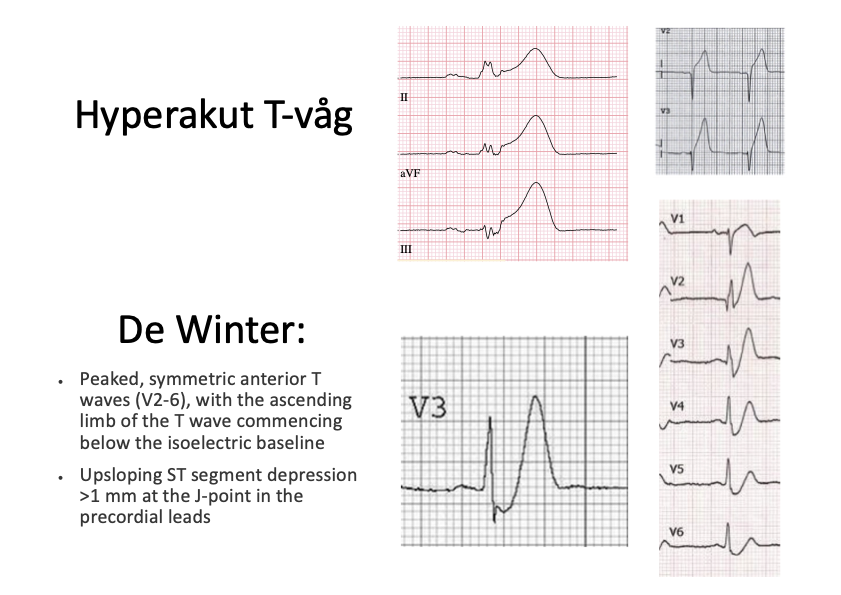 Hyperakut T-våg
II
aVF
III
V2
V3
De Winter:
• Peaked, symmetric anterior T
waves (V2-6), with the ascending
limb of the T wave commencing
below the isoelectric baseline
• Upsloping ST segment depression
>1 mm at the J-point in the
precordial leads
V3
V1
V2
V3
V4
V5
V6